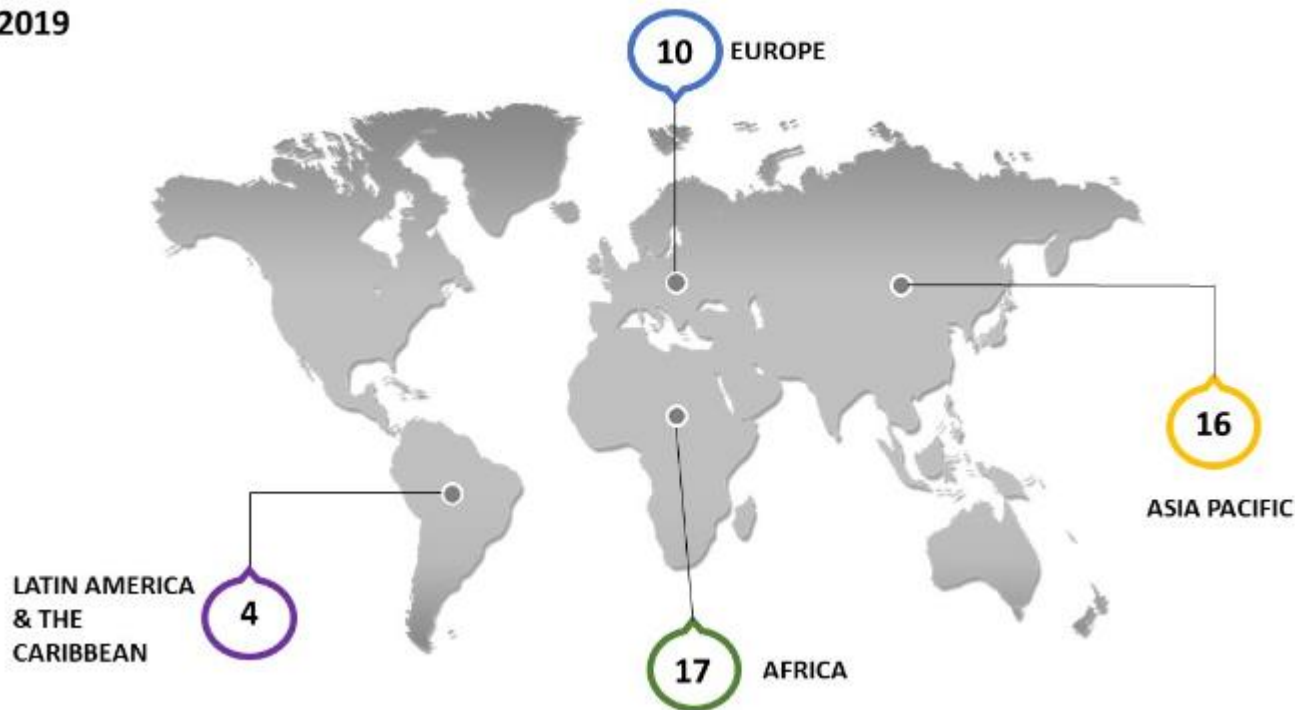 2019
10 EUROPE
16
ASIA PACIFIC
LATIN AMERICA
& THE
CARIBBEAN
4
17 AFRICA